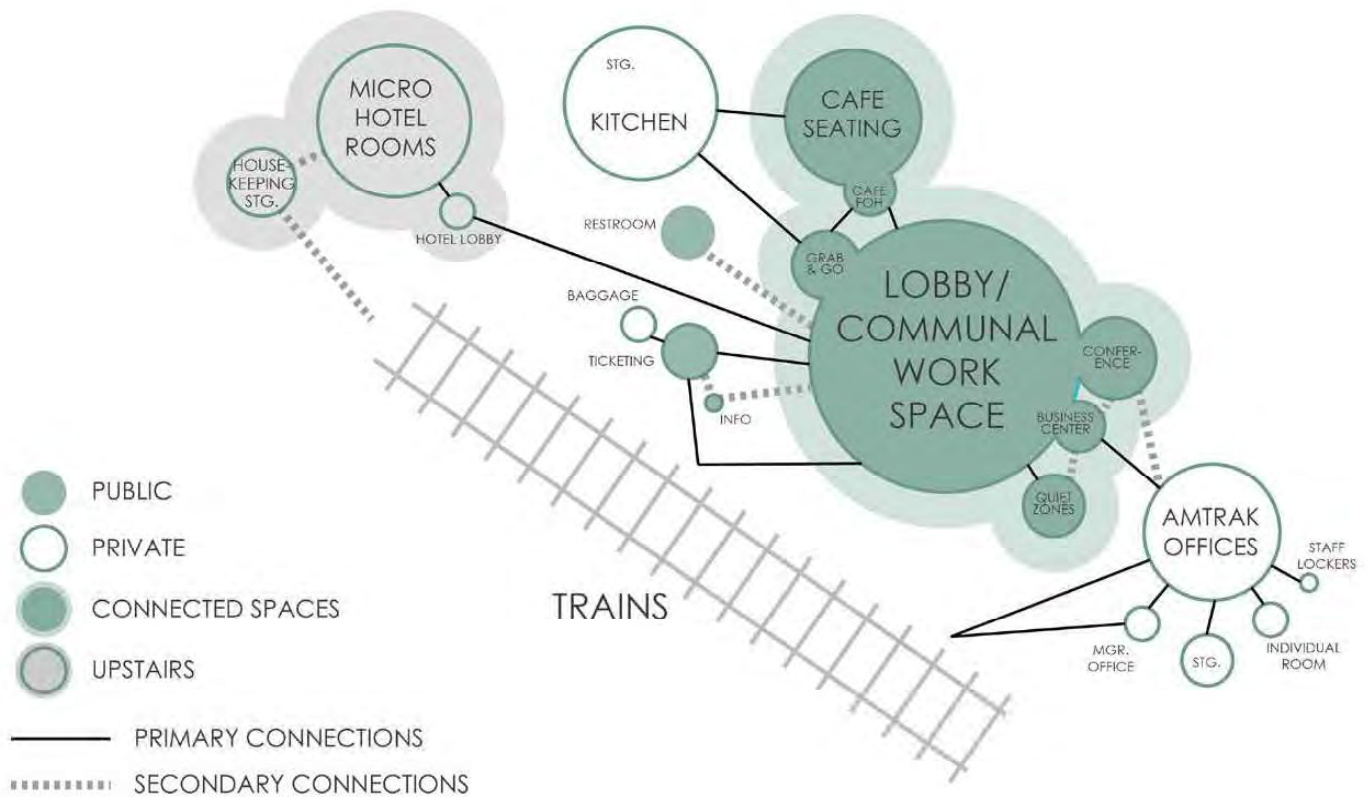 MICRO
HOTEL
ROOMS
HOUSE-
KEEPING
STG.
HOTEL LOBBY
STG.
KITCHEN
CAFE
SEATING
CAFE
FOH
RESTROOM
GRAB
& GO
BAGGAGE
TICKETING
INFO
LOBBY/
COMMUNAL
WORK
SPACE
CONFER-
ENCE
BUSINESS
CENTER
QUIET
ZONES
AMTRAK
OFFICES
STAFF
LOCKERS
MGR.
OFFICE
STG.
INDIVIDUAL
ROOM
TRAINS
PUBLIC
PRIVATE
CONNECTED SPACES
UPSTAIRS
PRIMARY CONNECTIONS
SECONDARY CONNECTIONS